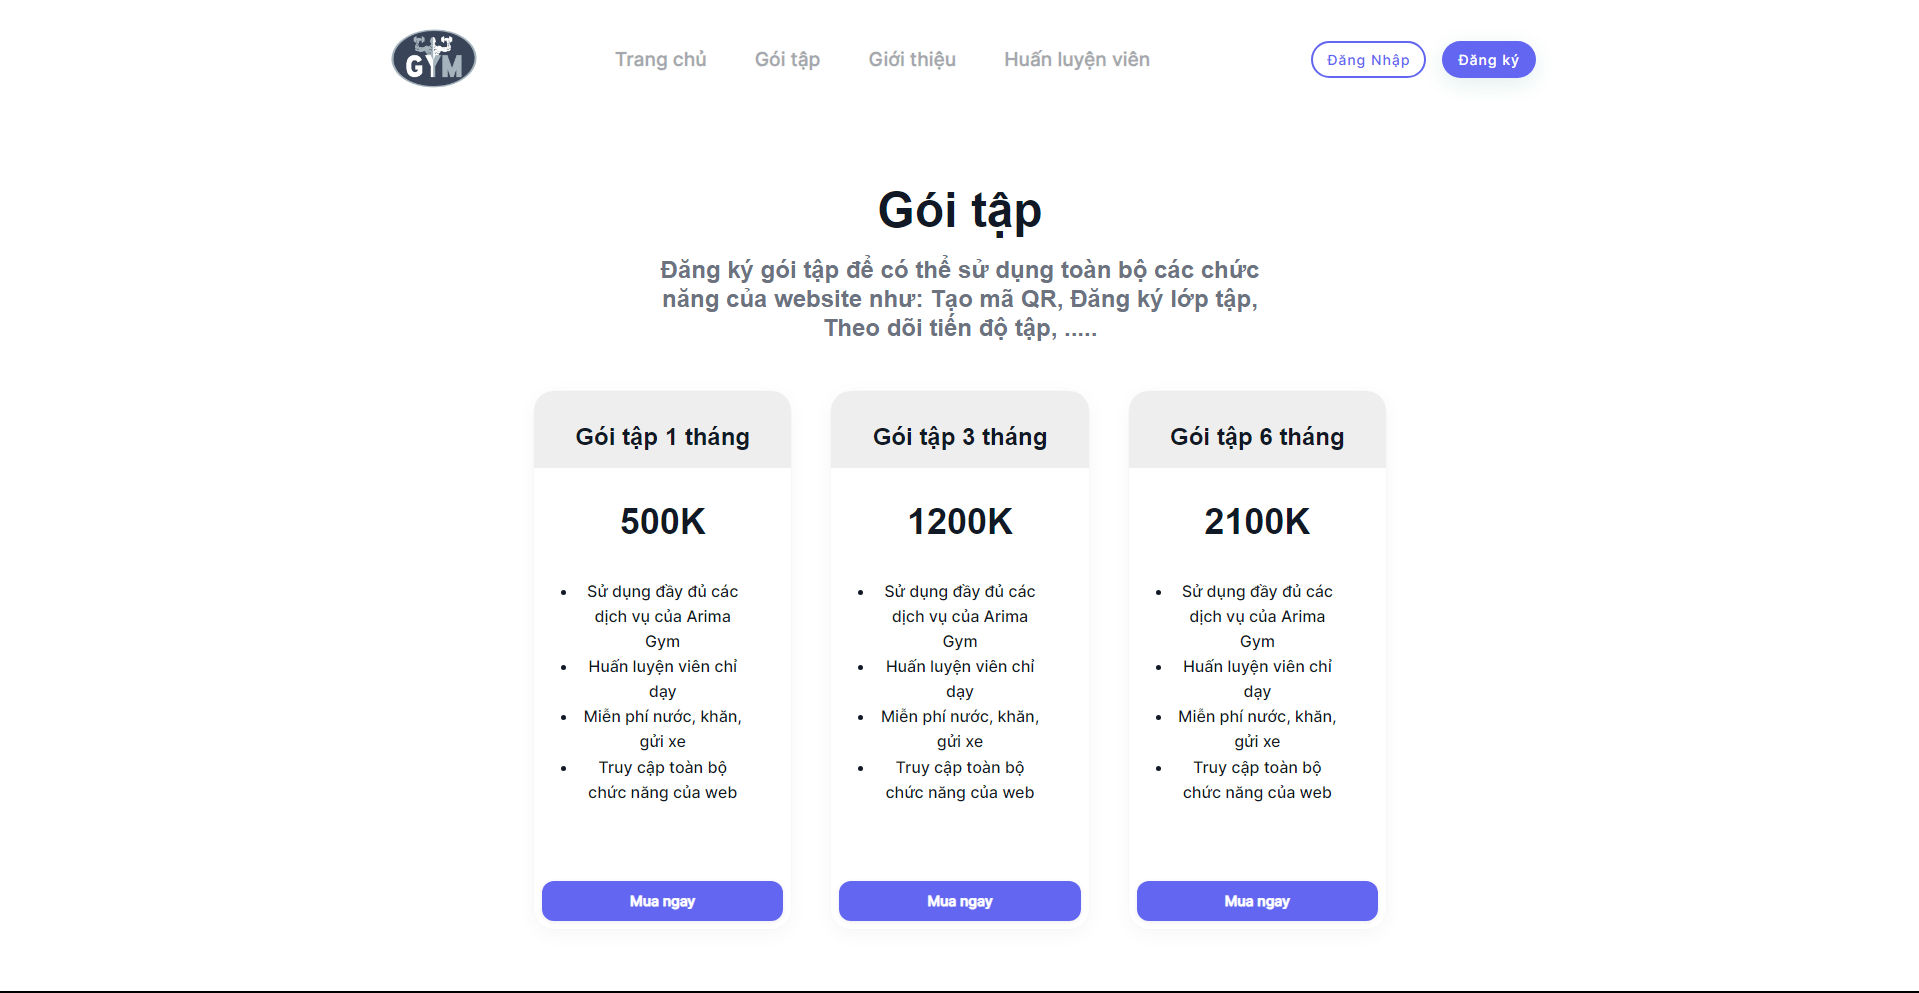 GYM
Trang chủ
Gói tập
Giới thiệu
Huấn luyện viên
Đăng Nhập
Đăng ký
Gói tập
Đăng ký gói tập để có thể sử dụng toàn bộ các chức
năng của website như: Tạo mã QR, Đăng ký lớp tập,
Theo dõi tiến độ tập, .....
Gói tập 1 tháng
500K
Sử dụng đầy đủ các
dịch vụ của Arima
Gym
Huấn luyện viên chỉ
dạy
Miễn phí nước, khăn,
gửi xe
Truy cập toàn bộ
chức năng của web
Mua ngay
Gói tập 3 tháng
1200K
Sử dụng đầy đủ các
dịch vụ của Arima
Gym
Huấn luyện viên chỉ
dạy
Miễn phí nước, khăn,
gửi xe
Truy cập toàn bộ
chức năng của web
Mua ngay
Gói tập 6 tháng
2100K
Sử dụng đầy đủ các
dịch vụ của Arima
Gym
Huấn luyện viên chỉ
dạy
Miễn phí nước, khăn,
gửi xe
Truy cập toàn bộ
chức năng của web
Mua ngay